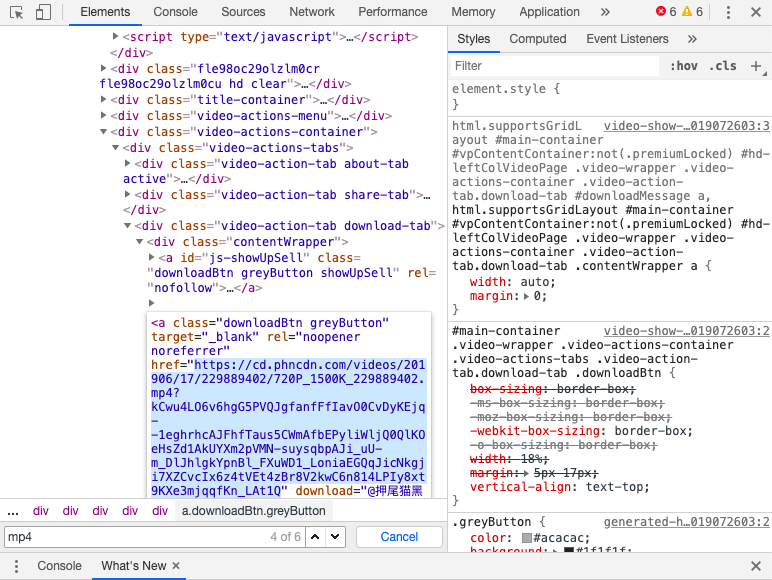 Elements Console Sources Network Performance Memory Application » 6 6
<script type="text/javascript">…</script>
</div>
<div class="fle98oc29olzlm0cr
fle98oc29olzlm0cu hd clear">…</div>
<div class="title-container">…</div>
<div class="video-actions-menu">…</div>
<div class="video-actions-container">
<div class="video-actions-tabs">
<div class="video-action-tab about-tab
active">…</div>
<div class="video-action-tab share-tab">…
</div>
<div class="video-action-tab download-tab">
<div class="contentWrapper">
<a id="js-showUpSell" class=
"downloadBtn greyButton showUpSell" rel=
"nofollow">…</a>
<a class="downloadBtn greyButton"
target="_blank" rel="noopener
noreferrer"
href="https://cd.phncdn.com/videos/201
906/17/229889402/720P_1500K_229889402.
mp4?
kCwu4LO6v6hgG5PVQJgfanfFfIavO0CvDyKEjq
-
-1eghrhcAJFhfTaus5CWmAfbEPyliWljQ0QlKO
eHsZd1AkUYXm2pVMN-suysqbpAJi_uU-
m_DlJhlgkYpnBl_FXuWD1_LoniaEGQqJicNkgj
i7XZCvcIx6z4tVEt4zBr8V2kwC6n814LPIy8xt
9KXe3mjqqfKn_LAt1Q" download="@押尾猫黑
... div div div div a.downloadBtn.greyButton
mp4 4 of 6 Cancel
Styles Computed Event Listeners »
Filter :hov .cls +
element.style {
}
html.supportsGridL video-show-…019072603:3
ayout #main-container
#vpContentContainer:not(.premiumLocked) #hd-
leftColVideoPage .video-wrapper .video-
actions-container .video-action-
tab.download-tab #downloadMessage a,
html.supportsGridLayout #main-container
#vpContentContainer:not(.premiumLocked) #hd-
leftColVideoPage .video-wrapper .video-
actions-container .video-action-
tab.download-tab .contentWrapper a {
width: auto;
margin: 0;
}
#main-container video-show-…019072603:2
.video-wrapper .video-actions-container
.video-actions-tabs .video-action-
tab.download-tab .downloadBtn {
box-sizing: border-box;
-ms-box-sizing: border-box;
-moz-box-sizing: border-box;
-webkit-box-sizing: border-box;
-o-box-sizing: border-box;
width: 18%;
margin: 5px 17px;
vertical-align: text-top;
}
.greyButton { generated-h…019072603:2
color: #acacac;
background: #1f1f1f;
Console What's New ×